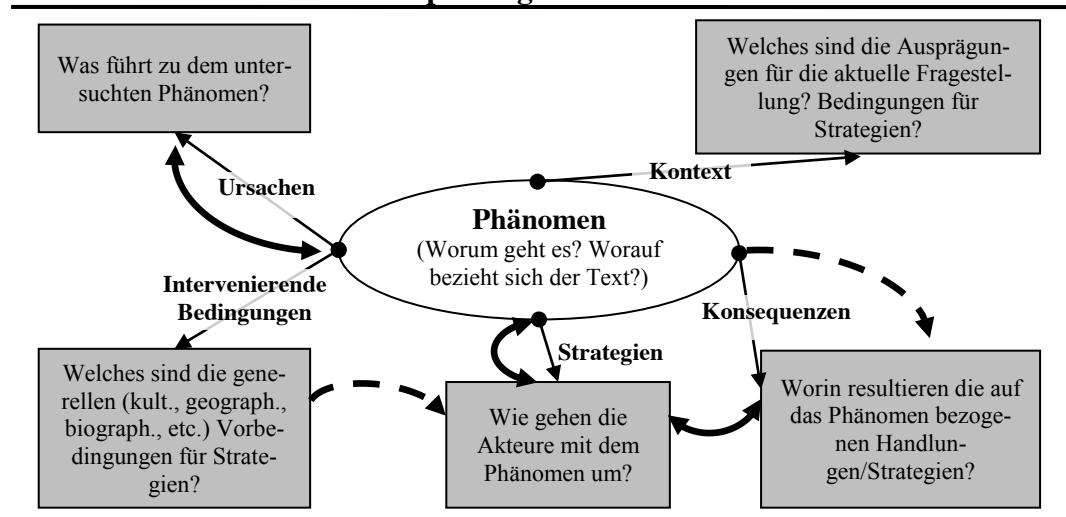 Was führt zu dem unter-
suchten Phänomen?
Welches sind die Ausprägun-
gen für die aktuelle Fragestel-
lung? Bedingungen für
Strategien?
Ursachen
Kontext
Phänomen
(Worum geht es? Worauf
bezieht sich der Text?)
Intervenierende
Bedingungen
Strategien
Konsequenzen
Welches sind die gene-
rellen (kult., geograph.,
biograph., etc.) Vorbe-
dingungen für Strate-
gien?
Wie gehen die
Akteure mit dem
Phänomen um?
Worin resultieren die auf
das Phänomen bezoge-
nen Handlun-
gen/Strategien?